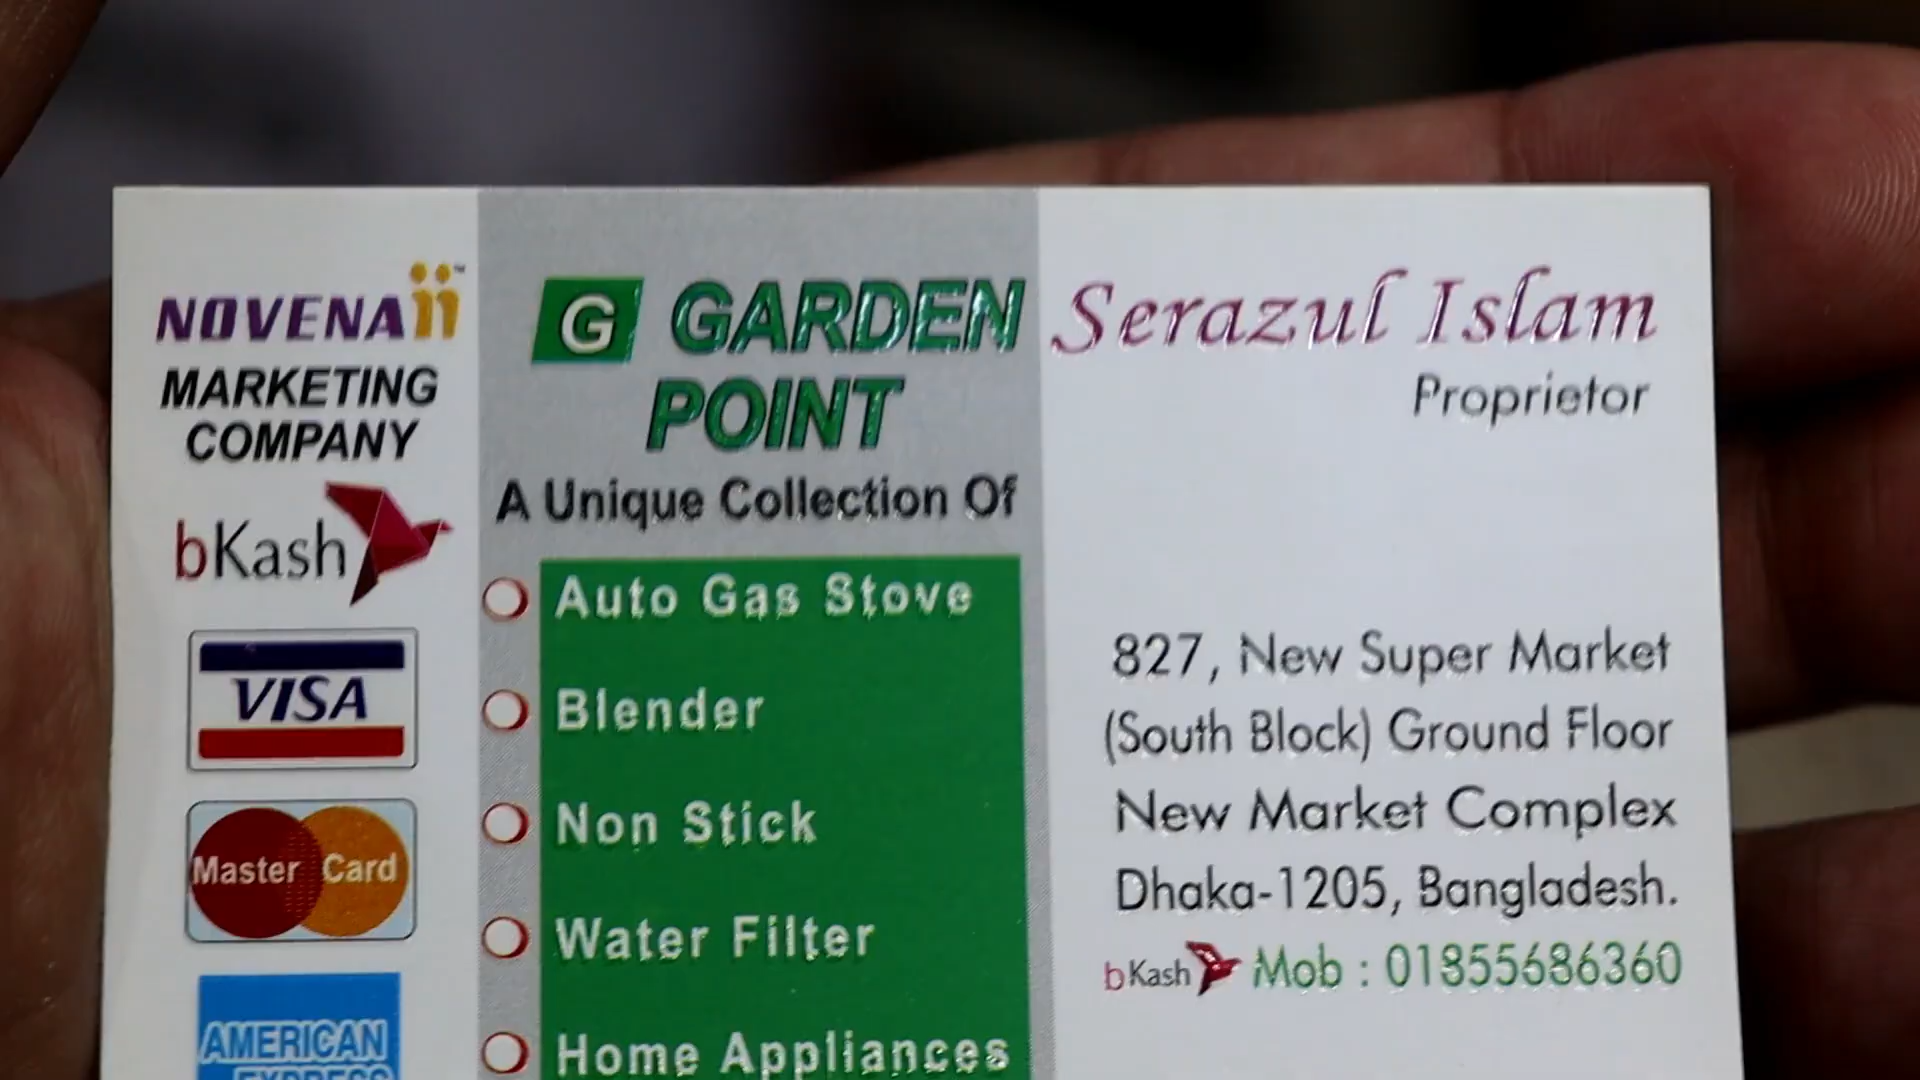 NOVENA
MARKETING
COMPANY
bKash
VISA
Master Card
AMERICAN
EXPRESS
G GARDEN
POINT
A Unique Collection Of
Auto Gas Stove
Blender
Non Stick
Water Filter
Home Appliances
Serazul Islam
Proprietor
827, New Super Market
(South Block) Ground Floor
New Market Complex
Dhaka-1205, Bangladesh.
bKash Mob : 01855686360